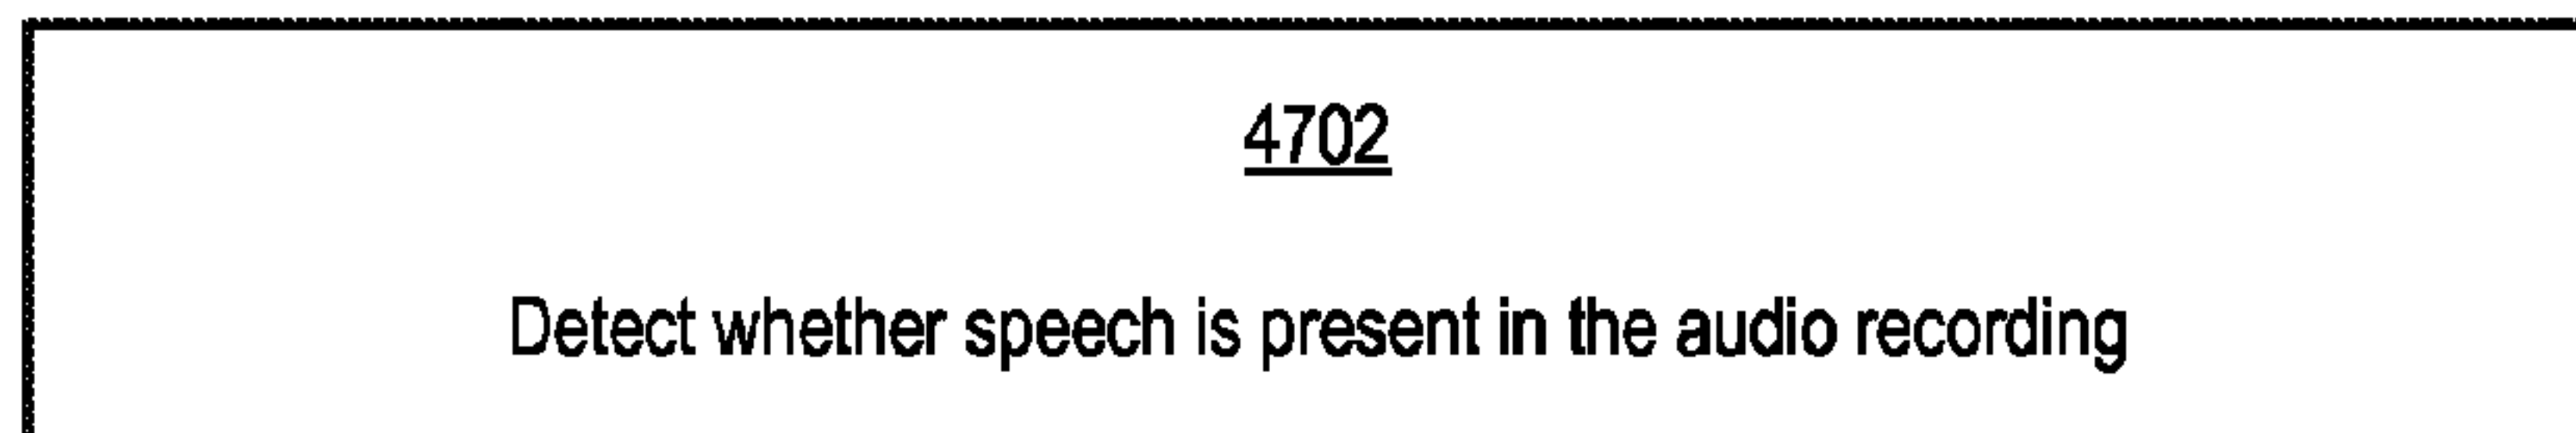 4702
Detect whether speech is present in the audio recording